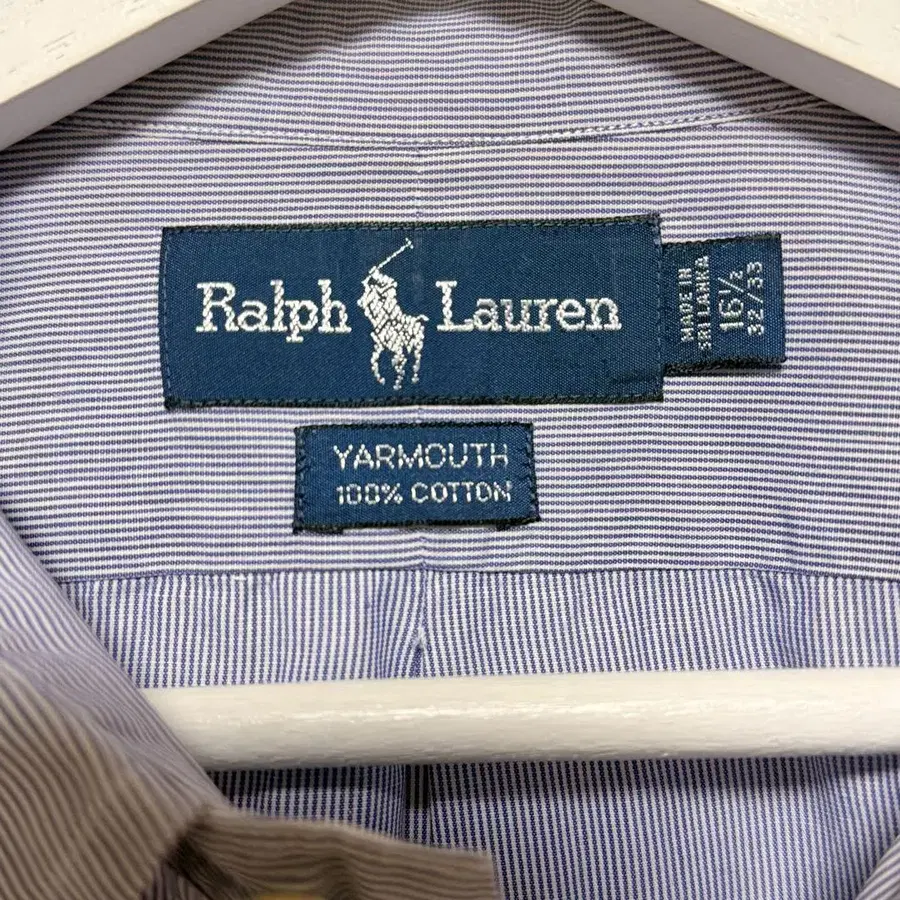 Ralph Lauren
MADE IN
SRI LANKA
16½
32/33
YARMOUTH
100% COTTON